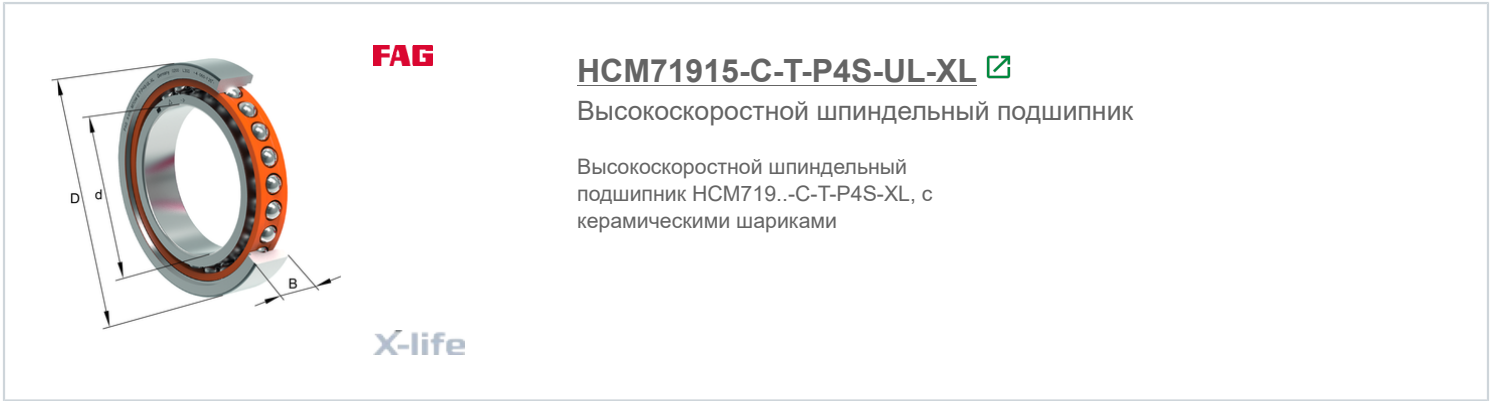 FAG
HCM71915-C-T-P4S-UL-XL
Высокоскоростной шпиндельный подшипник
Высокоскоростной шпиндельный
подшипник HCM719..-C-T-P4S-XL, с
керамическими шариками
D
d
B
X-life